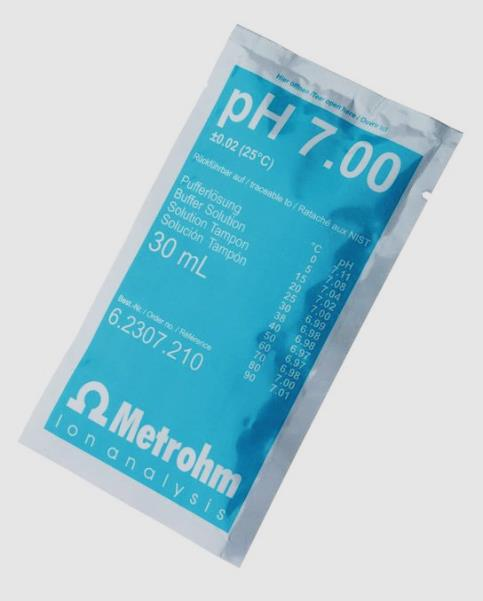 Hier öffnen /Tear open here / Ouvrir ici
pH 7.00
±0.02 (25°C)
Rückführbar auf / traceable to / Rataché aux NIST
Pufferlösung
Buffer Solution
Solution Tampon
Solución Tampón
30 mL
°C pH
0 7.11
5 7.08
15 7.04
20 7.02
25 7.00
30 6.99
38 6.98
40 6.98
50 6.97
60 6.97
70 6.98
80 7.00
90 7.01
Best.-Nr. / Order no. / Référence
6.2307.210
Ω Metrohm
Ion analysis